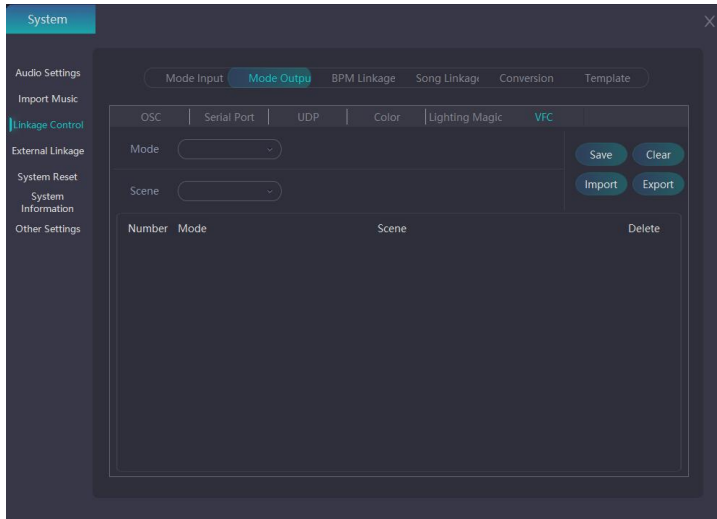 System
X
Audio Settings
Import Music
Linkage Control
External Linkage
System Reset
System
Information
Other Settings
Mode Input Mode Outpu BPM Linkage Song Linkage Conversion Template
OSC Serial Port UDP Color Lighting Magic VFC
Mode
Scene
Save Clear
Import Export
Number Mode Scene Delete